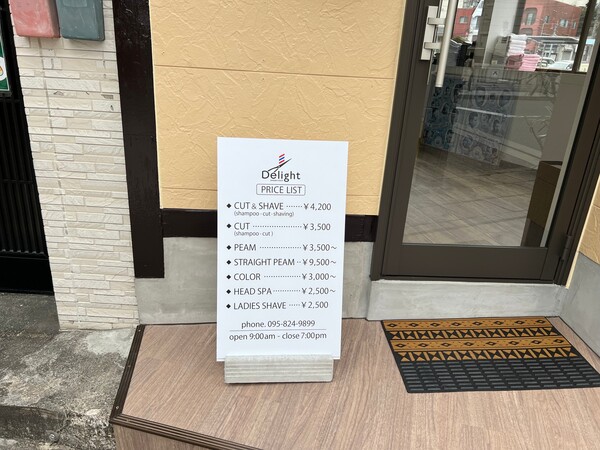 Delight
PRICE LIST
◆ CUT & SHAVE ······· ¥4,200
(shampoo · cut · shaving)
◆ CUT ······················ ¥3,500
(shampoo · cut)
◆ PEAM ··················· ¥3,500～
◆ STRAIGHT PEAM ·· ¥9,500～
◆ COLOR ················ ¥3,000～
◆ HEAD SPA ············ ¥2,500～
◆ LADIES SHAVE ····· ¥2,500
phone. 095-824-9899
open 9:00am - close 7:00pm